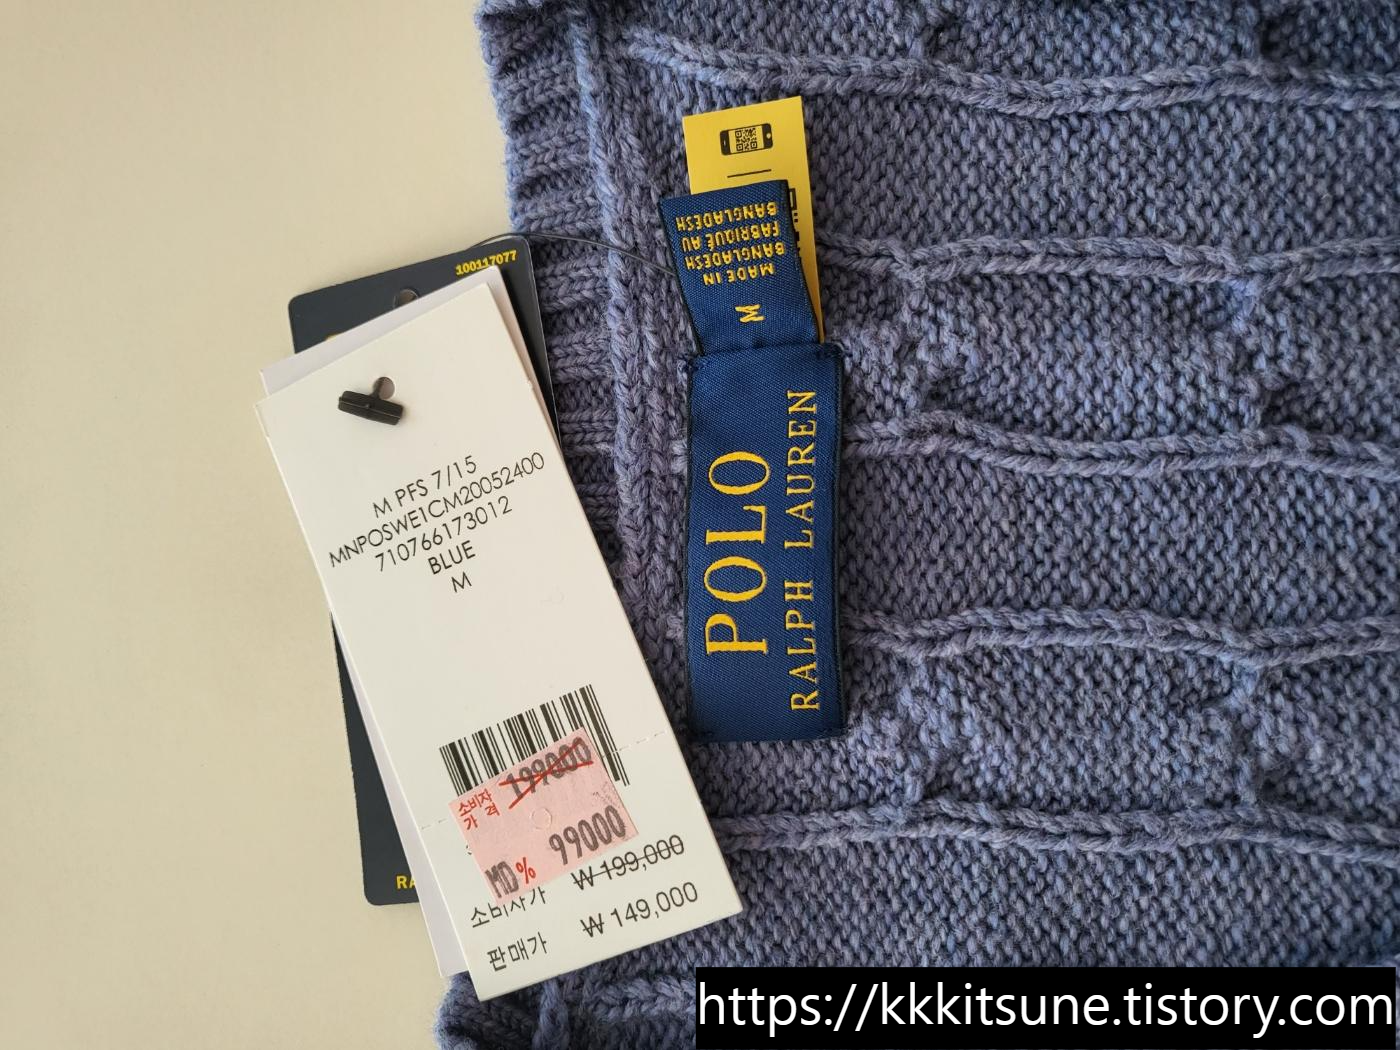 100117077
M PFS 7/15
MNPOSWE1CM20052400
710766173012
BLUE
M
소비자
가 격
199000
99000
MD %
소비자가 ₩ 199,000
판매가 ₩ 149,000
RA
MADE IN
BANGLADESH
FABRIQUÉ AU
BANGLADESH
M
POLO
RALPH LAUREN
https://kkkitsune.tistory.com